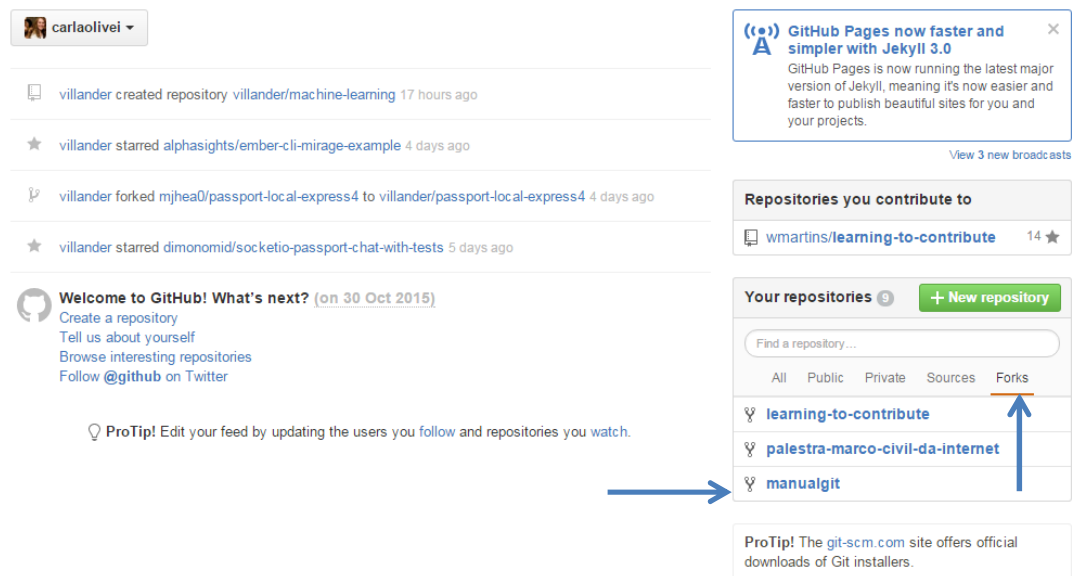 carlaolivei
villander created repository villander/machine-learning 17 hours ago
villander starred alphasights/ember-cli-mirage-example 4 days ago
villander forked mjhea0/passport-local-express4 to villander/passport-local-express4 4 days ago
villander starred dimonomid/socketio-passport-chat-with-tests 5 days ago
Welcome to GitHub! What's next? (on 30 Oct 2015)
Create a repository
Tell us about yourself
Browse interesting repositories
Follow @github on Twitter
ProTip! Edit your feed by updating the users you follow and repositories you watch.
GitHub Pages now faster and
simpler with Jekyll 3.0
GitHub Pages is now running the latest major
version of Jekyll, meaning it's now easier and
faster to publish beautiful sites for you and
your projects.
View 3 new broadcasts
Repositories you contribute to
wmartins/learning-to-contribute 14
Your repositories 9 + New repository
Find a repository...
All Public Private Sources Forks
learning-to-contribute
palestra-marco-civil-da-internet
manualgit
ProTip! The git-scm.com site offers official
downloads of Git installers.